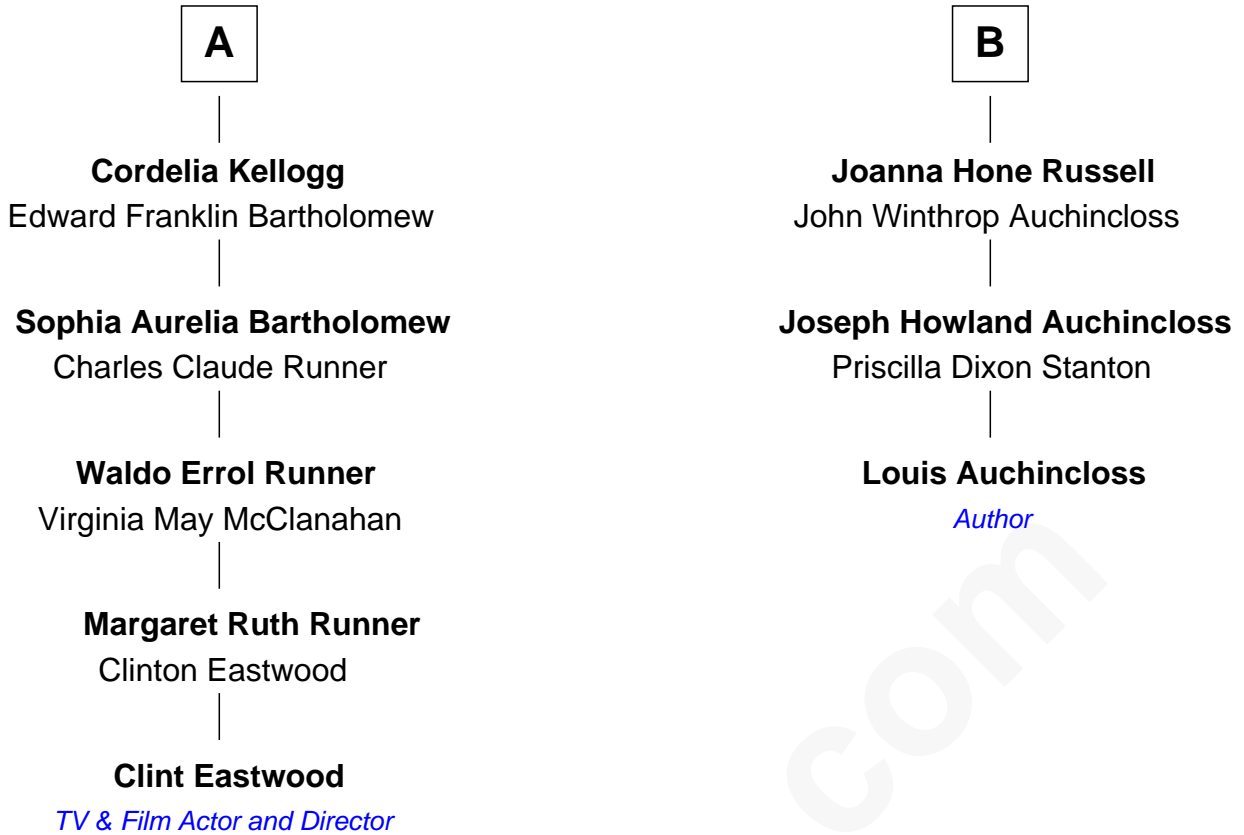 A
Cordelia Kellogg
Edward Franklin Bartholomew
Sophia Aurelia Bartholomew
Charles Claude Runner
Waldo Errol Runner
Virginia May McClanahan
Margaret Ruth Runner
Clinton Eastwood
Clint Eastwood
TV & Film Actor and Director
B
Joanna Hone Russell
John Winthrop Auchincloss
Joseph Howland Auchincloss
Priscilla Dixon Stanton
Louis Auchincloss
Author
com